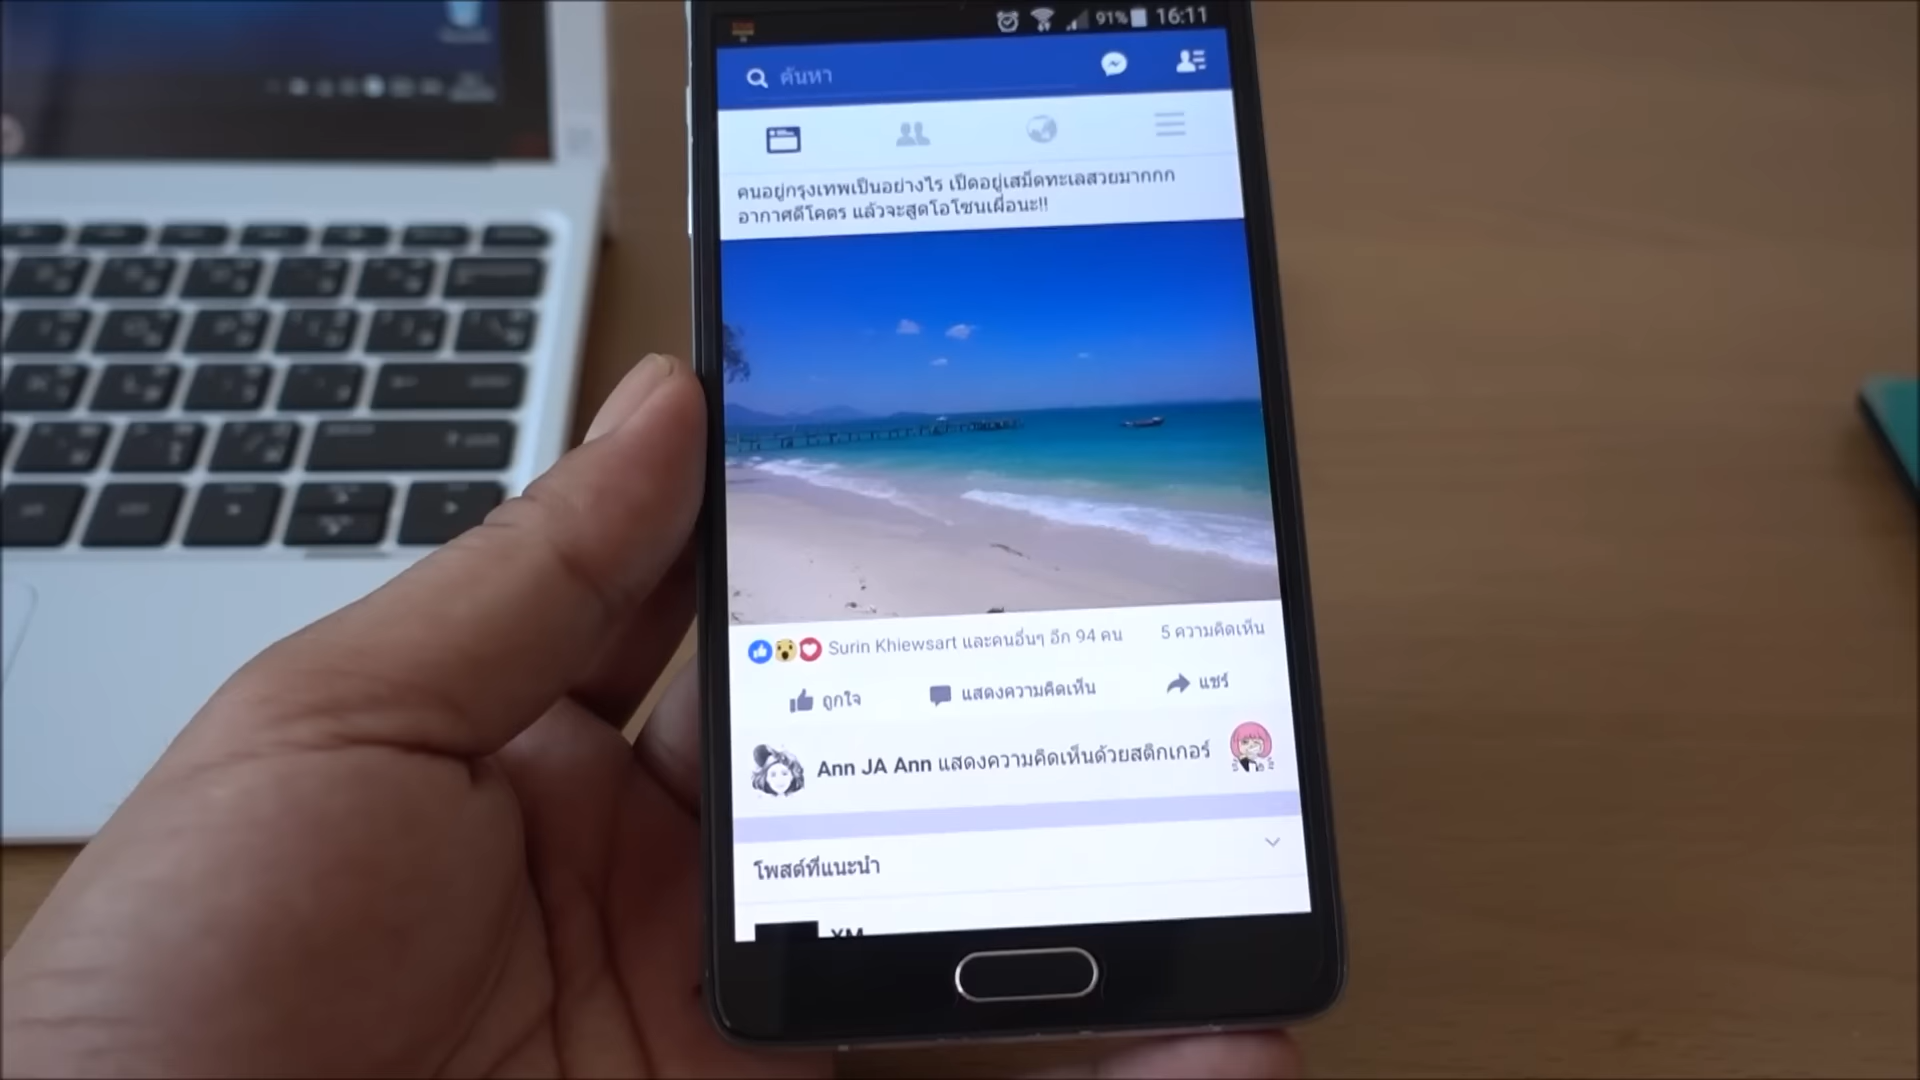 91% 16:11
ค้นหา
คนอยู่กรุงเทพเป็นอย่างไร เปิดอยู่เสม็ดทะเลสวยมากกก
อากาศดีโคตร แล้วจะสูดโอโซนเผื่อนะ!!
Surin Khiewsart และคนอื่นๆ อีก 94 คน 5 ความคิดเห็น
ถูกใจ แสดงความคิดเห็น แชร์
Ann JA Ann แสดงความคิดเห็นด้วยสติกเกอร์
โพสต์ที่แนะนำ
XM